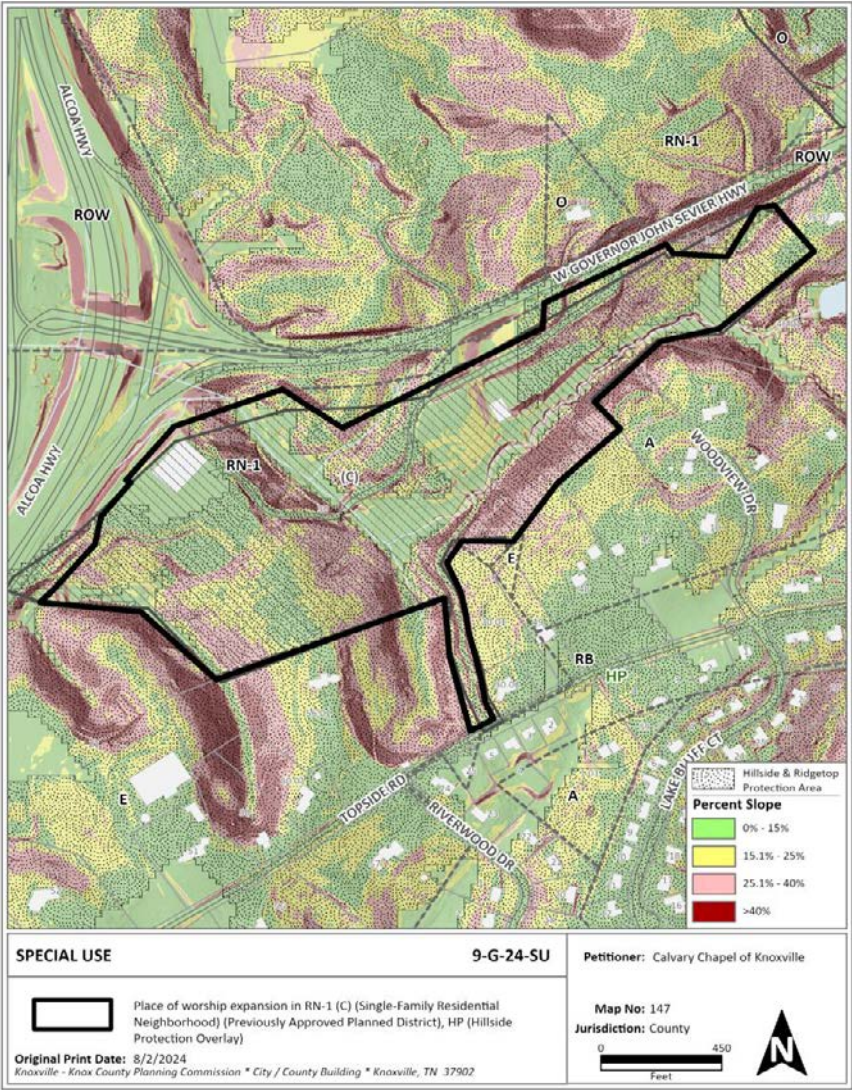 O
ALCOA HWY
RN-1
ROW
ROW
O
W GOVERNOR JOHN SEVIER HWY
ALCOA HWY
RN-1
(C)
A
WOODVIEW DR
E
RB
HP
E
TOPSIDE RD
RIVERWOOD DR
A
LAKE BLUFF CT
Hillside & Ridgetop
Protection Area
Percent Slope
0% - 15%
15.1% - 25%
25.1% - 40%
>40%
SPECIAL USE
9-G-24-SU
Place of worship expansion in RN-1 (C) (Single-Family Residential
Neighborhood) (Previously Approved Planned District), HP (Hillside
Protection Overlay)
Original Print Date: 8/2/2024
Knoxville - Knox County Planning Commission * City / County Building * Knoxville, TN 37902
Petitioner: Calvary Chapel of Knoxville
Map No: 147
Jurisdiction: County
0 450
Feet
N